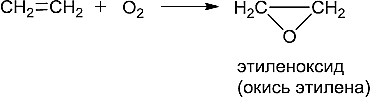 CH₂=CH₂ + O₂ ⟶ H₂C CH₂
O
этиленоксид
(окись этилена)